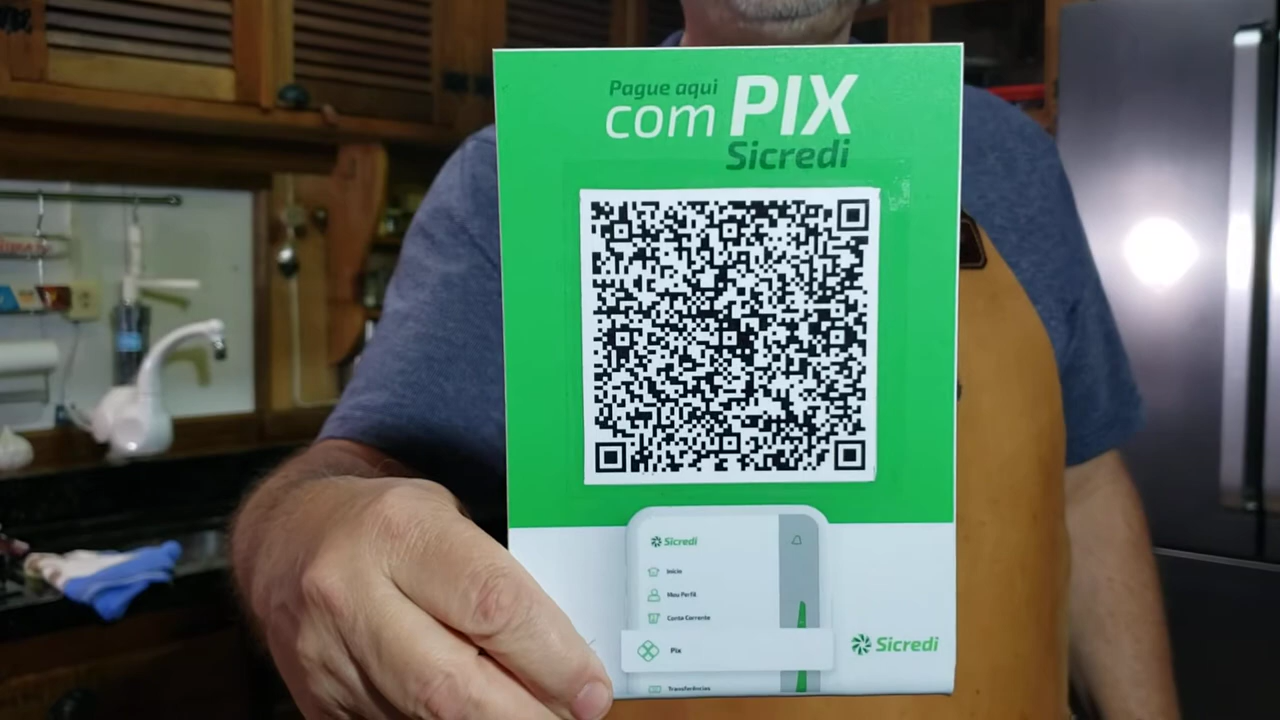 Pague aqui
com PIX
Sicredi
Sicredi
Início
Meu Perfil
Conta Corrente
Pix
Transferências
Sicredi